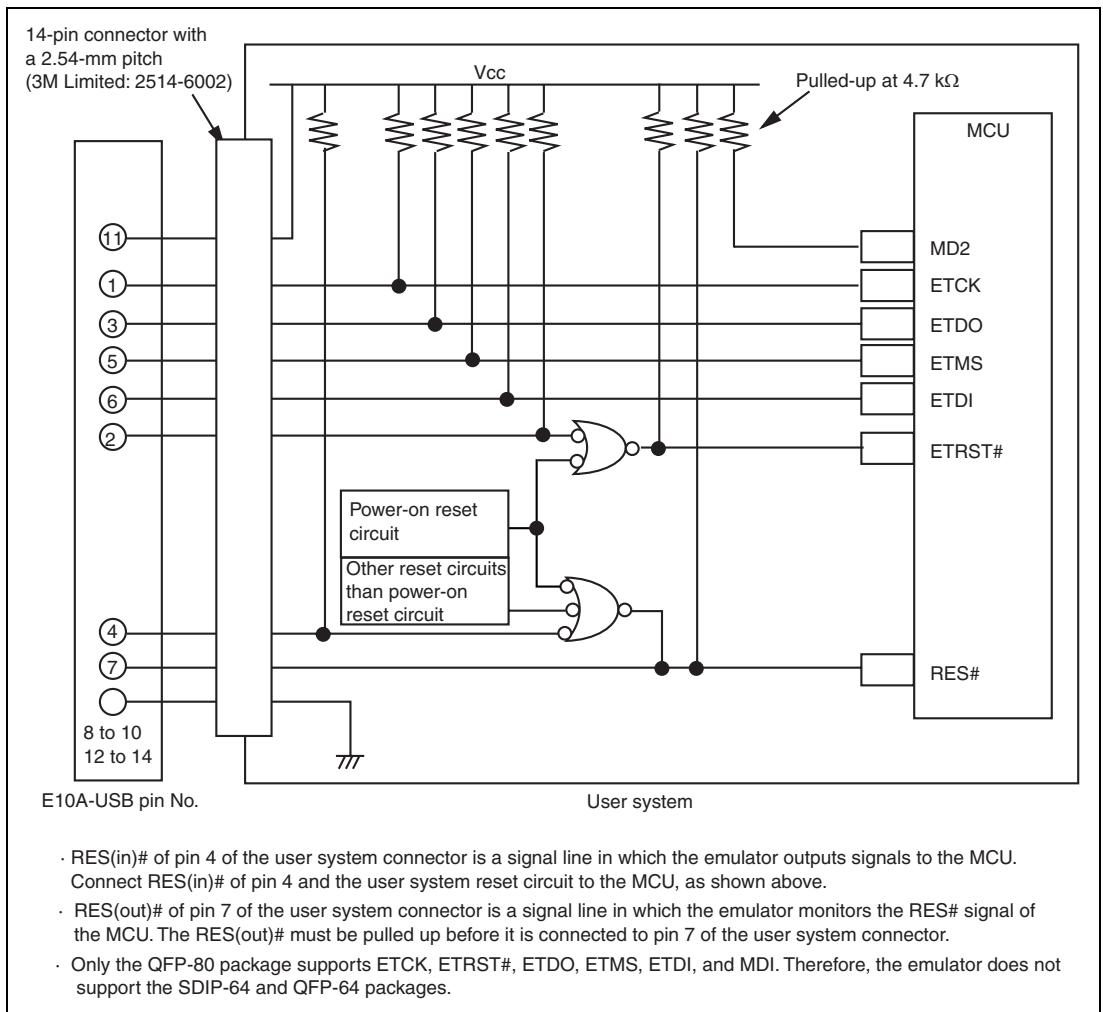 14-pin connector with
a 2.54-mm pitch
(3M Limited: 2514-6002)
Vcc
Pulled-up at 4.7 kΩ
MCU
11
MD2
1
ETCK
3
ETDO
5
ETMS
6
ETDI
2
ETRST#
Power-on reset
circuit
Other reset circuits
than power-on
reset circuit
4
7
RES#
8 to 10
12 to 14
E10A-USB pin No.
User system
· RES(in)# of pin 4 of the user system connector is a signal line in which the emulator outputs signals to the MCU.
Connect RES(in)# of pin 4 and the user system reset circuit to the MCU, as shown above.
· RES(out)# of pin 7 of the user system connector is a signal line in which the emulator monitors the RES# signal of
the MCU. The RES(out)# must be pulled up before it is connected to pin 7 of the user system connector.
· Only the QFP-80 package supports ETCK, ETRST#, ETDO, ETMS, ETDI, and MDI. Therefore, the emulator does not
support the SDIP-64 and QFP-64 packages.